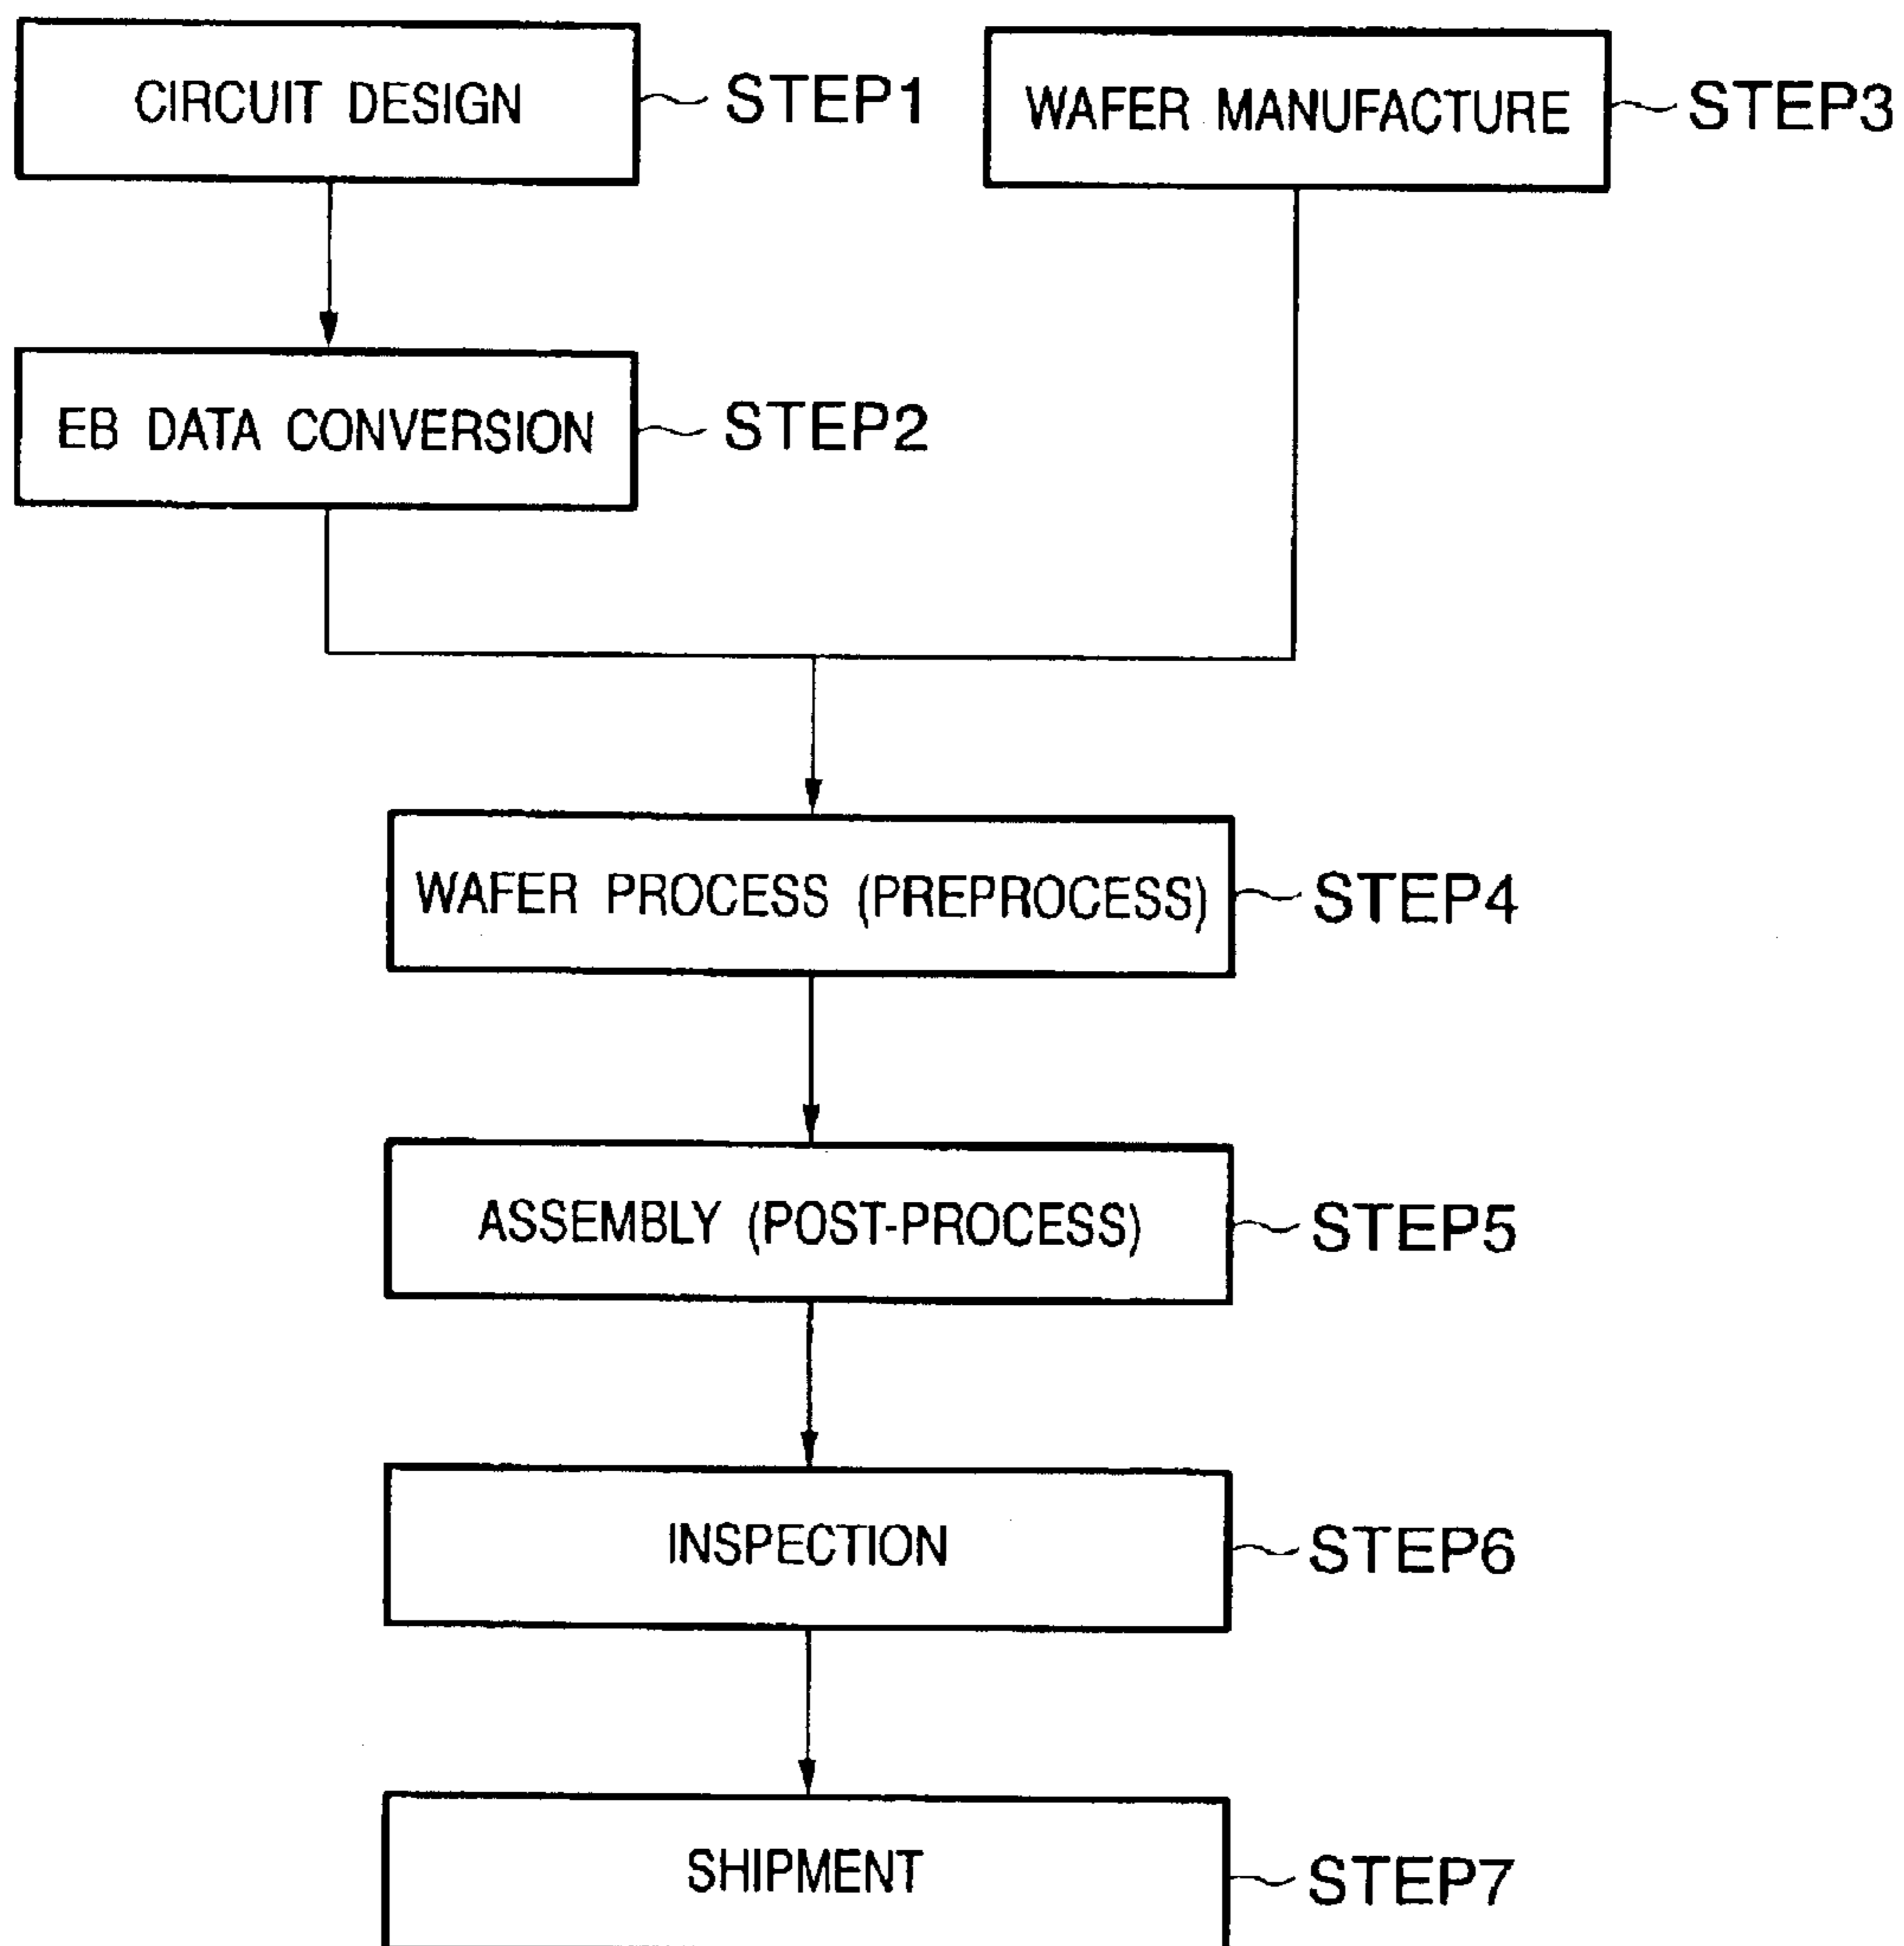 CIRCUIT DESIGN
STEP1
WAFER MANUFACTURE
STEP3
EB DATA CONVERSION
STEP2
WAFER PROCESS (PREPROCESS)
STEP4
ASSEMBLY (POST-PROCESS)
STEP5
INSPECTION
STEP6
SHIPMENT
STEP7